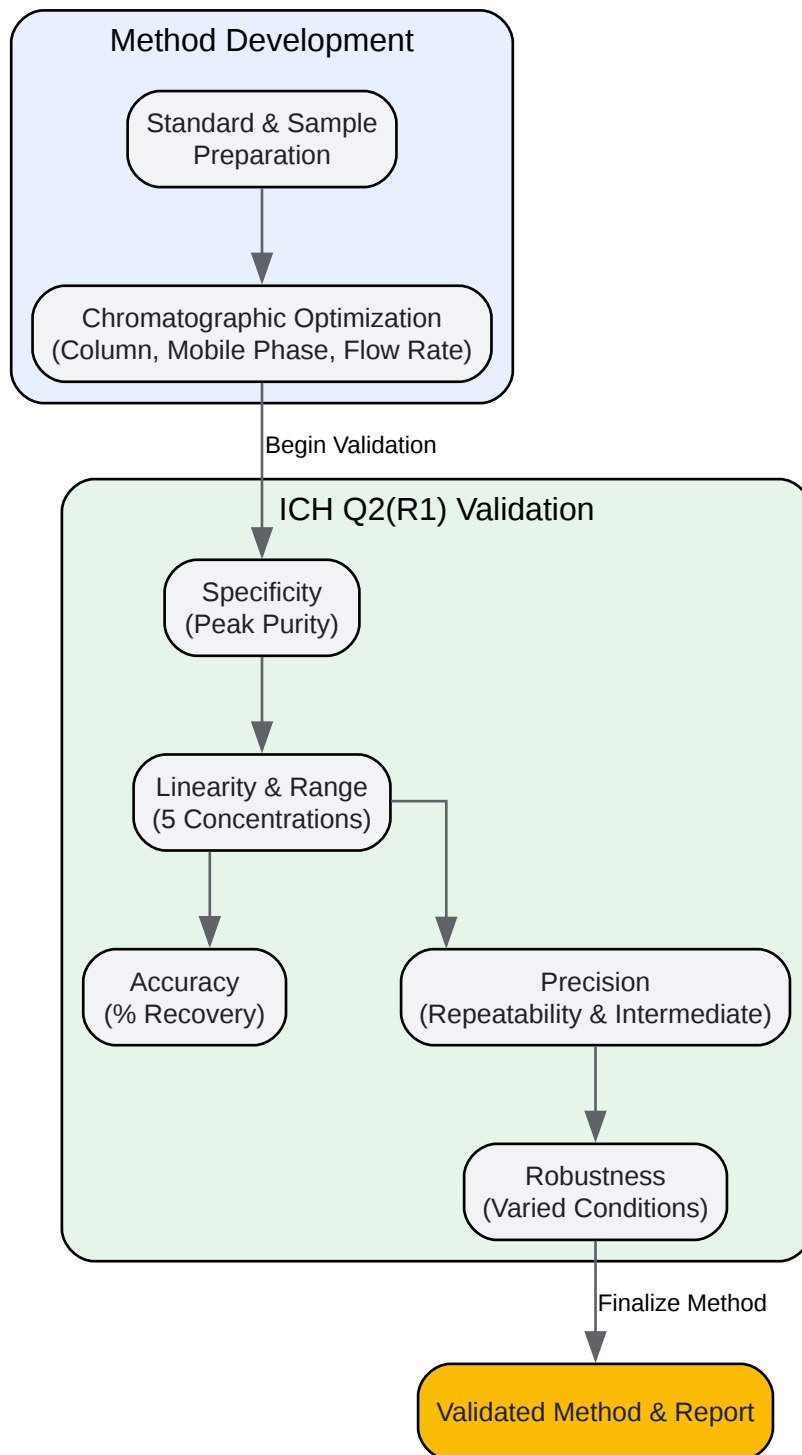 Method Development
Standard & Sample
Preparation
Chromatographic Optimization
(Column, Mobile Phase, Flow Rate)
Begin Validation
ICH Q2(R1) Validation
Specificity
(Peak Purity)
Linearity & Range
(5 Concentrations)
Accuracy
(% Recovery)
Precision
(Repeatability & Intermediate)
Robustness
(Varied Conditions)
Finalize Method
Validated Method & Report